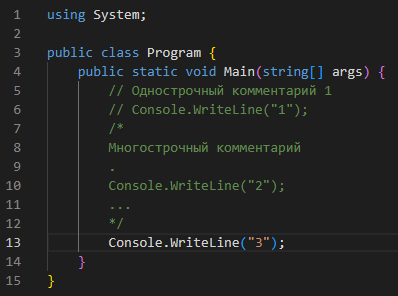 1 using System;
2
3 public class Program {
4     public static void Main(string[] args) {
5         // Однострочный комментарий 1
6         // Console.WriteLine("1");
7         /*
8         Многострочный комментарий
9         .
10         Console.WriteLine("2");
11         ...
12         */
13         Console.WriteLine("3");
14     }
15 }